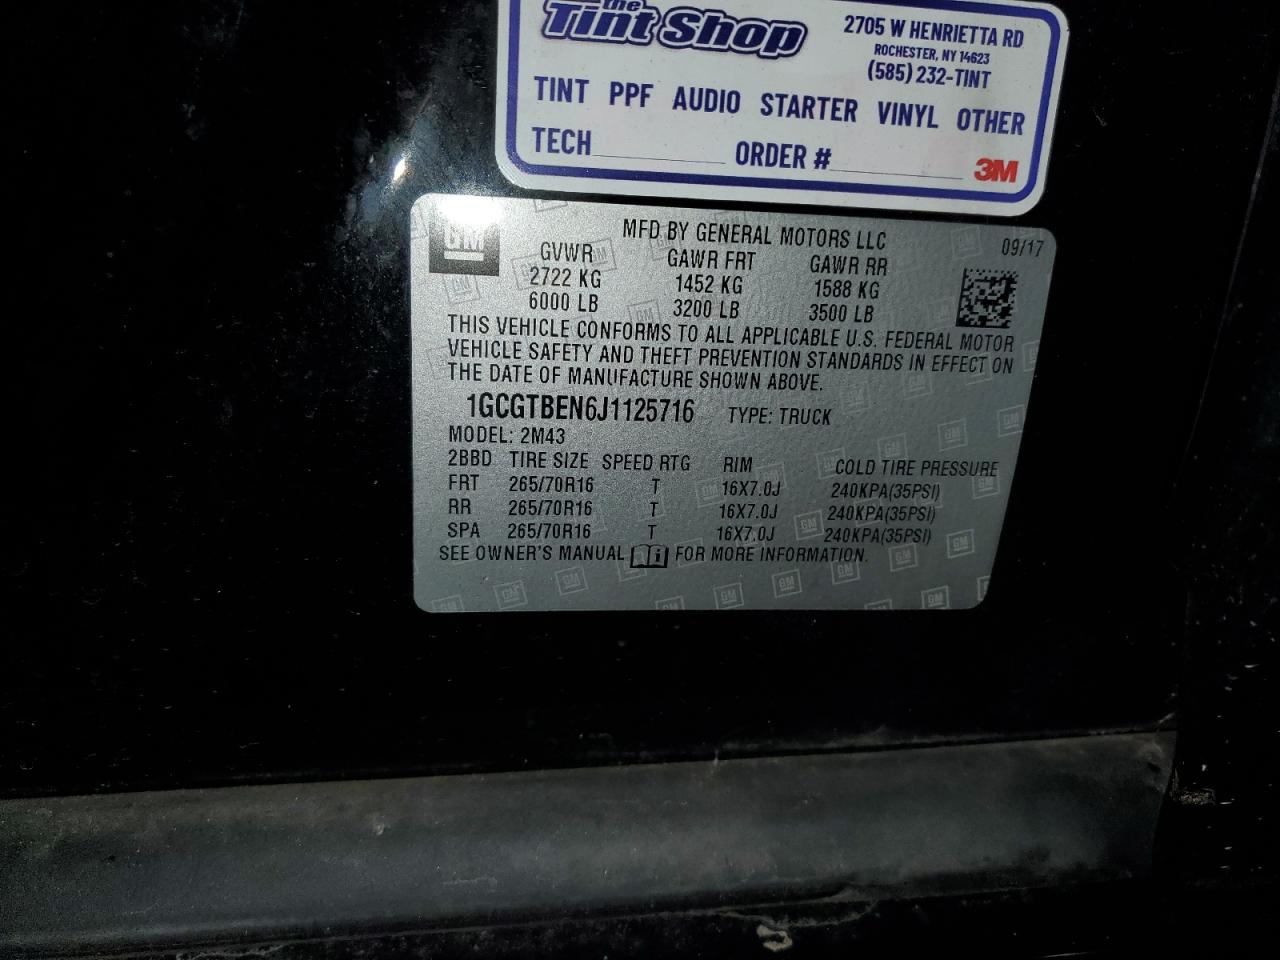 the
Tint Shop
2705 W HENRIETTA RD
ROCHESTER, NY 14623
(585) 232-TINT
TINT PPF AUDIO STARTER VINYL OTHER
TECH ORDER #
3M
GM
MFD BY GENERAL MOTORS LLC 09/17
GVWR GAWR FRT GAWR RR
2722 KG 1452 KG 1588 KG
6000 LB 3200 LB 3500 LB
THIS VEHICLE CONFORMS TO ALL APPLICABLE U.S. FEDERAL MOTOR
VEHICLE SAFETY AND THEFT PREVENTION STANDARDS IN EFFECT ON
THE DATE OF MANUFACTURE SHOWN ABOVE.
1GCGTBEN6J1125716 TYPE: TRUCK
MODEL: 2M43
2BBD TIRE SIZE SPEED RTG RIM COLD TIRE PRESSURE
FRT 265/70R16 T 16X7.0J 240KPA(35PSI)
RR 265/70R16 T 16X7.0J 240KPA(35PSI)
SPA 265/70R16 T 16X7.0J 240KPA(35PSI)
SEE OWNER'S MANUAL FOR MORE INFORMATION.